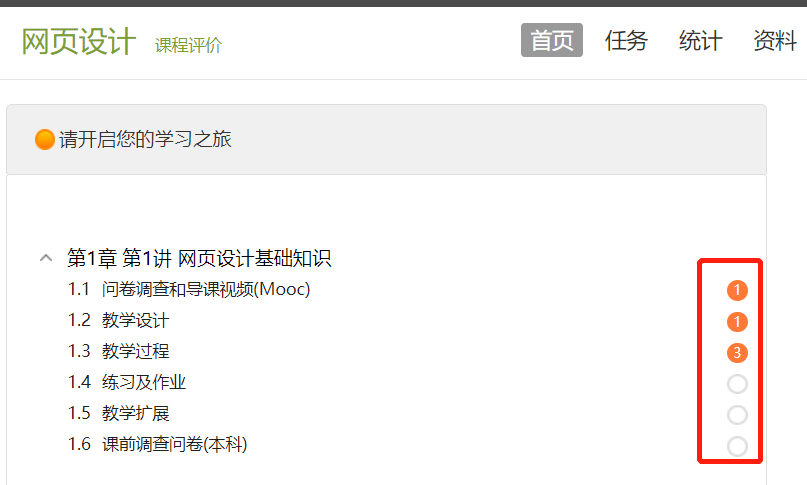 网页设计 课程评价 首页 任务 统计 资料
请开启您的学习之旅
第1章 第1讲 网页设计基础知识
1.1 问卷调查和导课视频(Mooc) 1
1.2 教学设计 1
1.3 教学过程 3
1.4 练习及作业
1.5 教学扩展
1.6 课前调查问卷(本科)